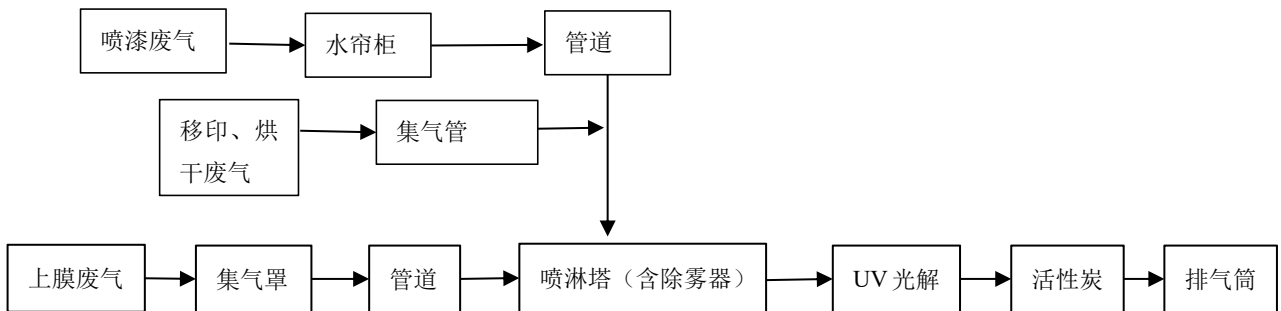 喷漆废气
水帘柜
管道
移印、烘
干废气
集气管
上膜废气
集气罩
管道
喷淋塔（含除雾器）
UV 光解
活性炭
排气筒